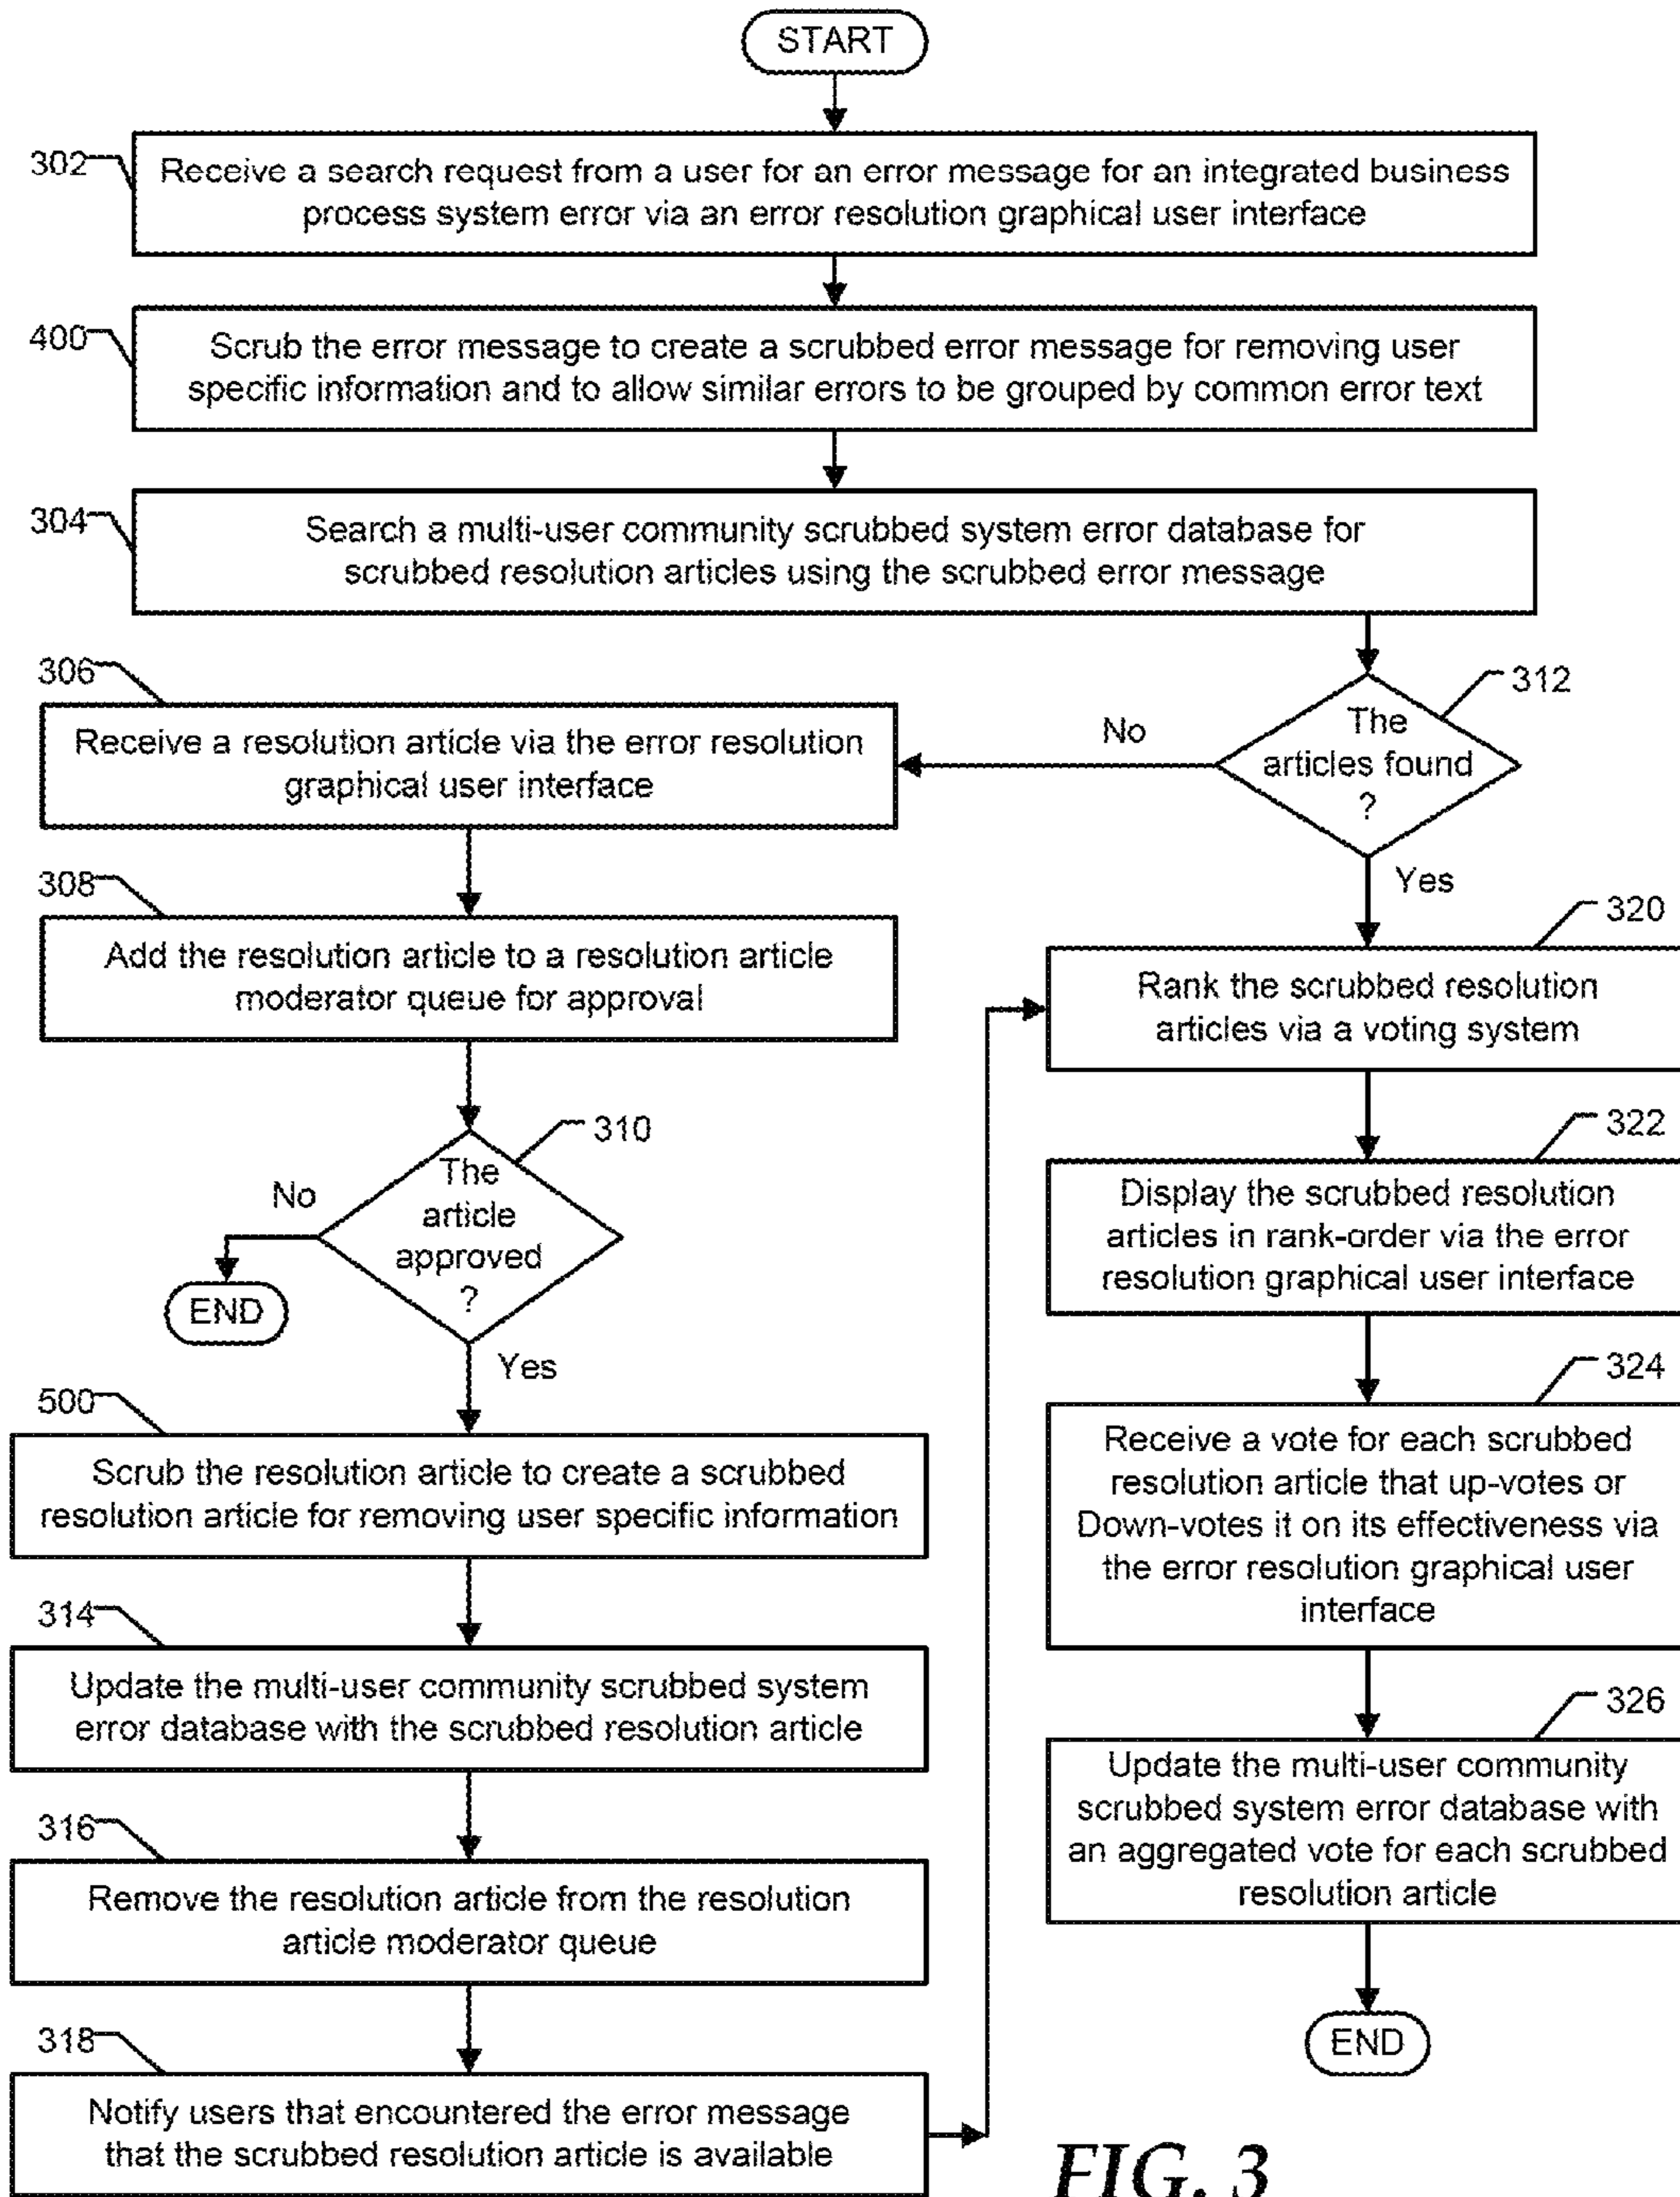 START
302
Receive a search request from a user for an error message for an integrated business
process system error via an error resolution graphical user interface
400
Scrub the error message to create a scrubbed error message for removing user
specific information and to allow similar errors to be grouped by common error text
304
Search a multi-user community scrubbed system error database for
scrubbed resolution articles using the scrubbed error message
312
The
articles found
?
No
Yes
306
Receive a resolution article via the error resolution
graphical user interface
308
Add the resolution article to a resolution article
moderator queue for approval
310
The
article
approved
?
No
END
Yes
500
Scrub the resolution article to create a scrubbed
resolution article for removing user specific information
314
Update the multi-user community scrubbed system
error database with the scrubbed resolution article
316
Remove the resolution article from the resolution
article moderator queue
318
Notify users that encountered the error message
that the scrubbed resolution article is available
320
Rank the scrubbed resolution
articles via a voting system
322
Display the scrubbed resolution
articles in rank-order via the error
resolution graphical user interface
324
Receive a vote for each scrubbed
resolution article that up-votes or
Down-votes it on its effectiveness via
the error resolution graphical user
interface
326
Update the multi-user community
scrubbed system error database with
an aggregated vote for each scrubbed
resolution article
END
FIG. 3